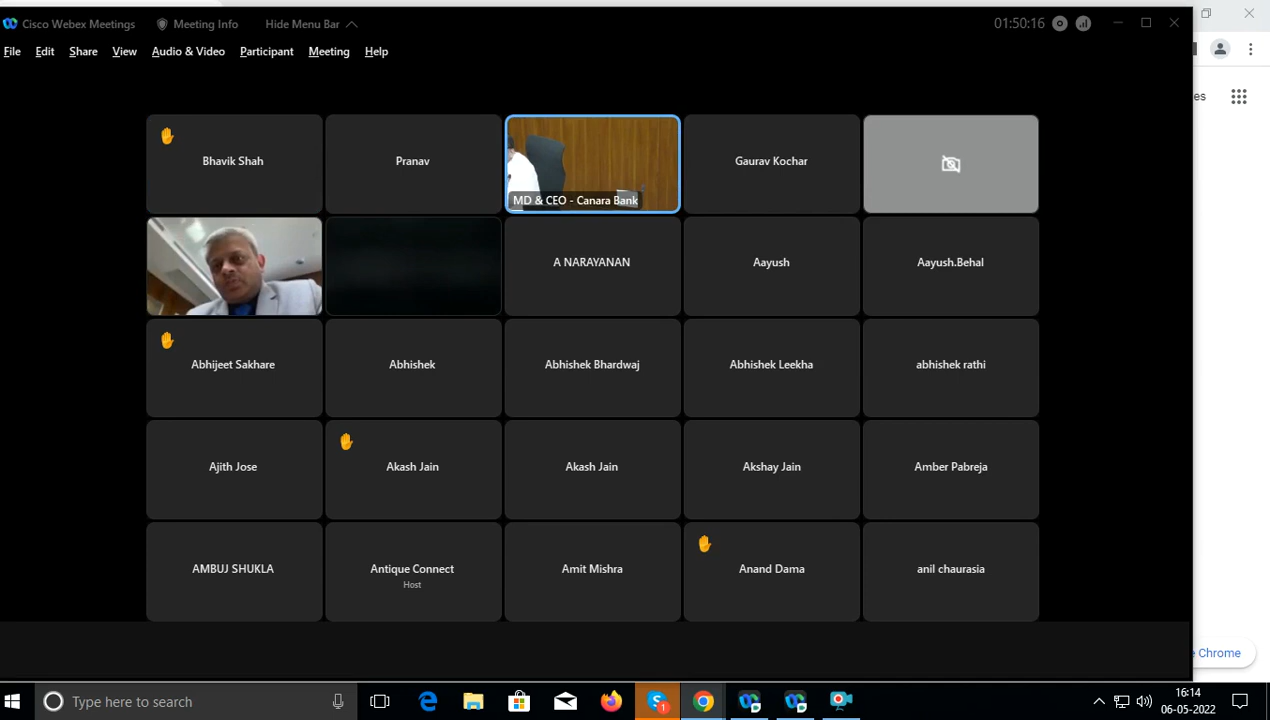 Cisco Webex Meetings Meeting Info Hide Menu Bar 01:50:16
File Edit Share View Audio & Video Participant Meeting Help
es
Bhavik Shah
Pranav
MD & CEO - Canara Bank
Gaurav Kochar
A NARAYANAN
Aayush
Aayush.Behal
Abhijeet Sakhare
Abhishek
Abhishek Bhardwaj
Abhishek Leekha
abhishek rathi
Ajith Jose
Akash Jain
Akash Jain
Akshay Jain
Amber Pabreja
AMBUJ SHUKLA
Antique Connect
Host
Amit Mishra
Anand Dama
anil chaurasia
e Chrome
Type here to search
1
16:14
06-05-2022